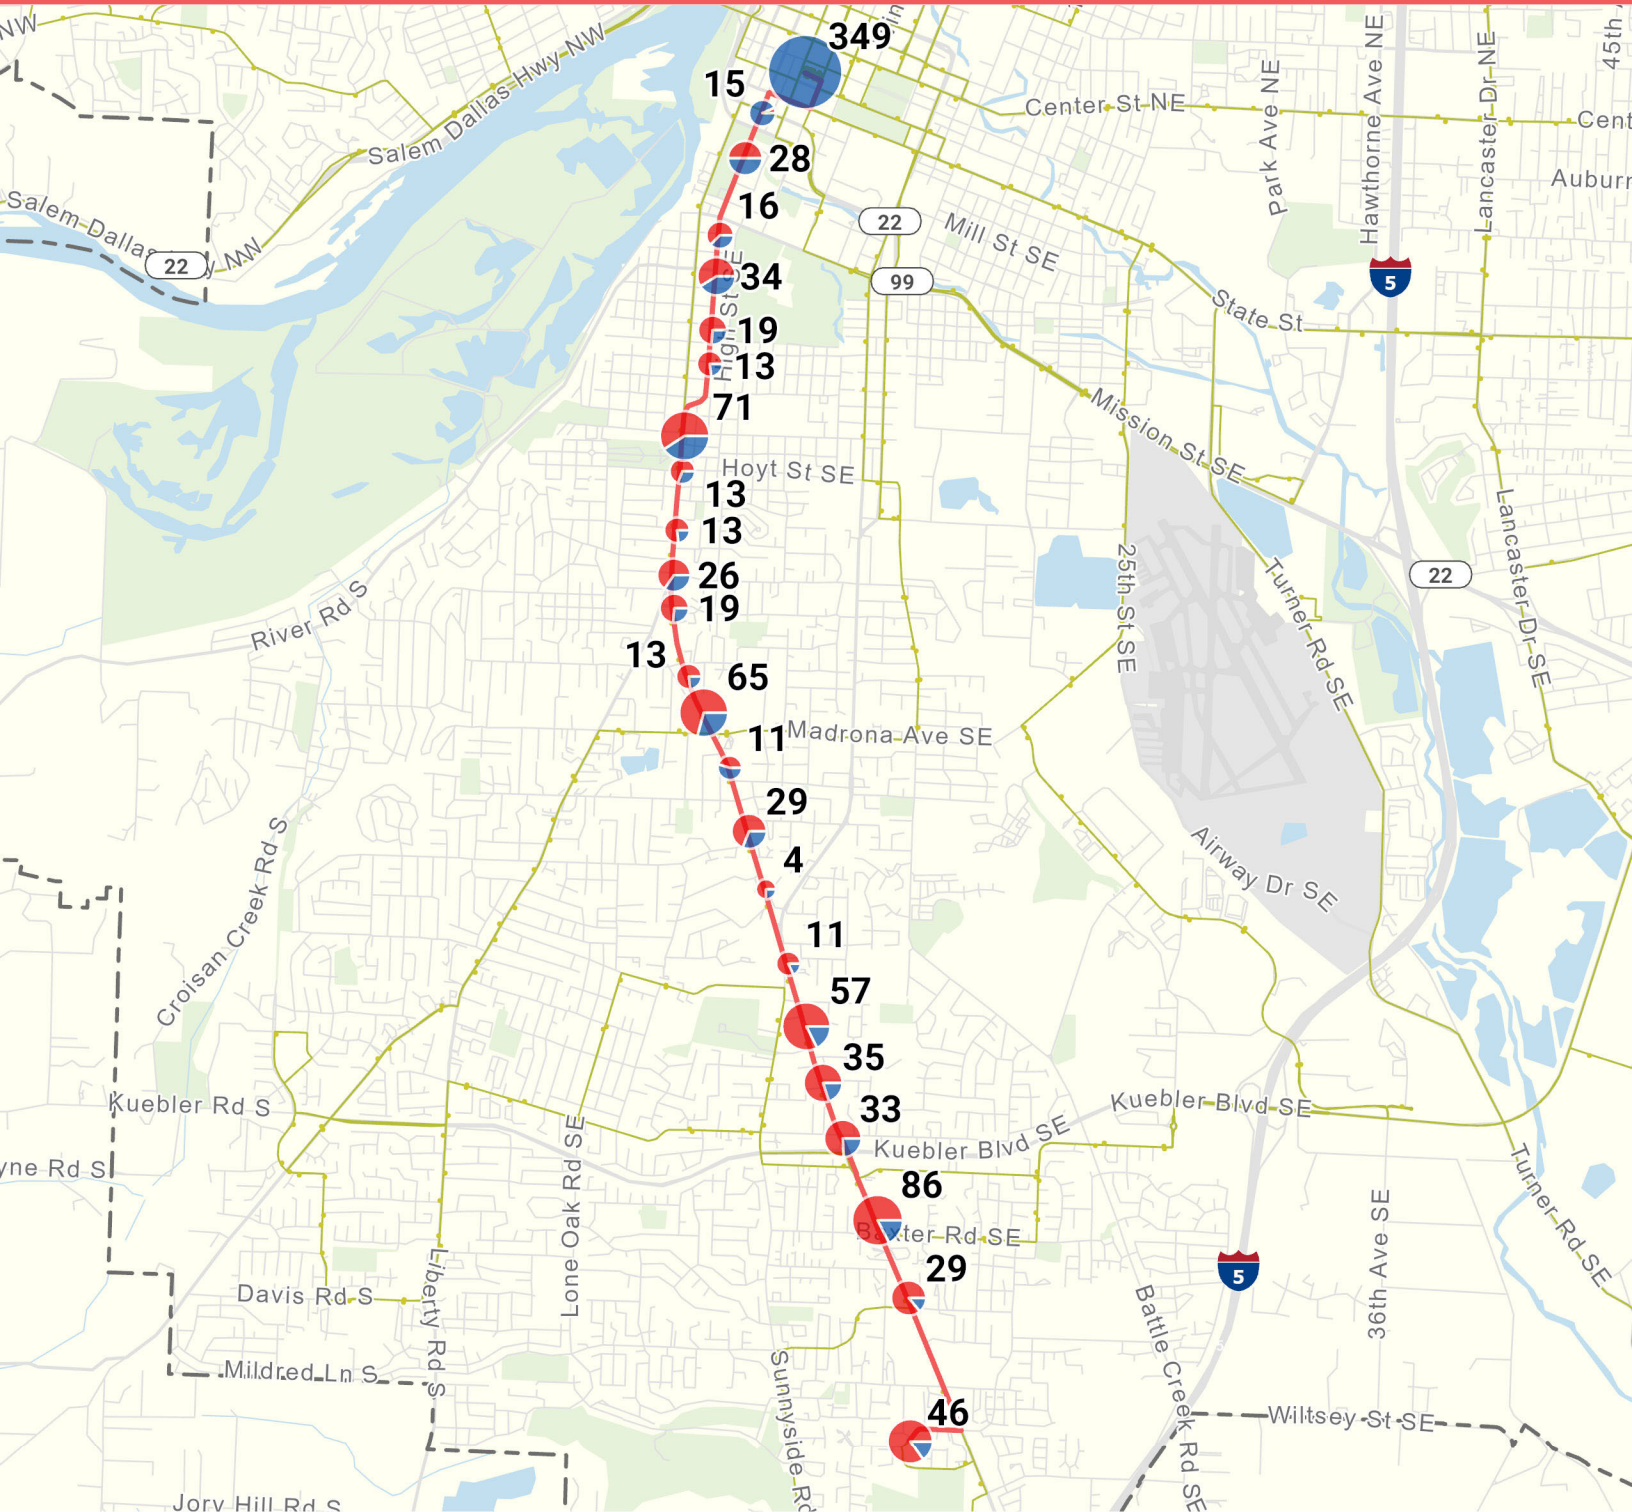 NW
Salem Dallas Hwy NW
349
15
Center St NE
Park Ave NE
Hawthorne Ave NE
Lancaster Dr NE
45th
Cent
28
Auburn
16
22
Mill St SE
Salem Dallas
y NW
22
34
99
5
High St SE
State St
19
13
71
Mission St SE
Hoyt St SE
13
13
25th St SE
Lancaster Dr SE
22
26
Turner Rd SE
River Rd S
19
13
65
11
Madrona Ave SE
29
Croisan Creek Rd S
4
Airway Dr SE
11
57
35
Kuebler Rd S
33
Kuebler Blvd SE
Kuebler Blvd SE
yne Rd S
Lone Oak Rd SE
86
Turner Rd SE
Baxter Rd SE
36th Ave SE
29
5
Davis Rd S
Liberty Rd S
Battle Creek Rd SE
Mildred Ln S
Sunnyside Rd
46
Wiltsey St SE
Jory Hill Rd S